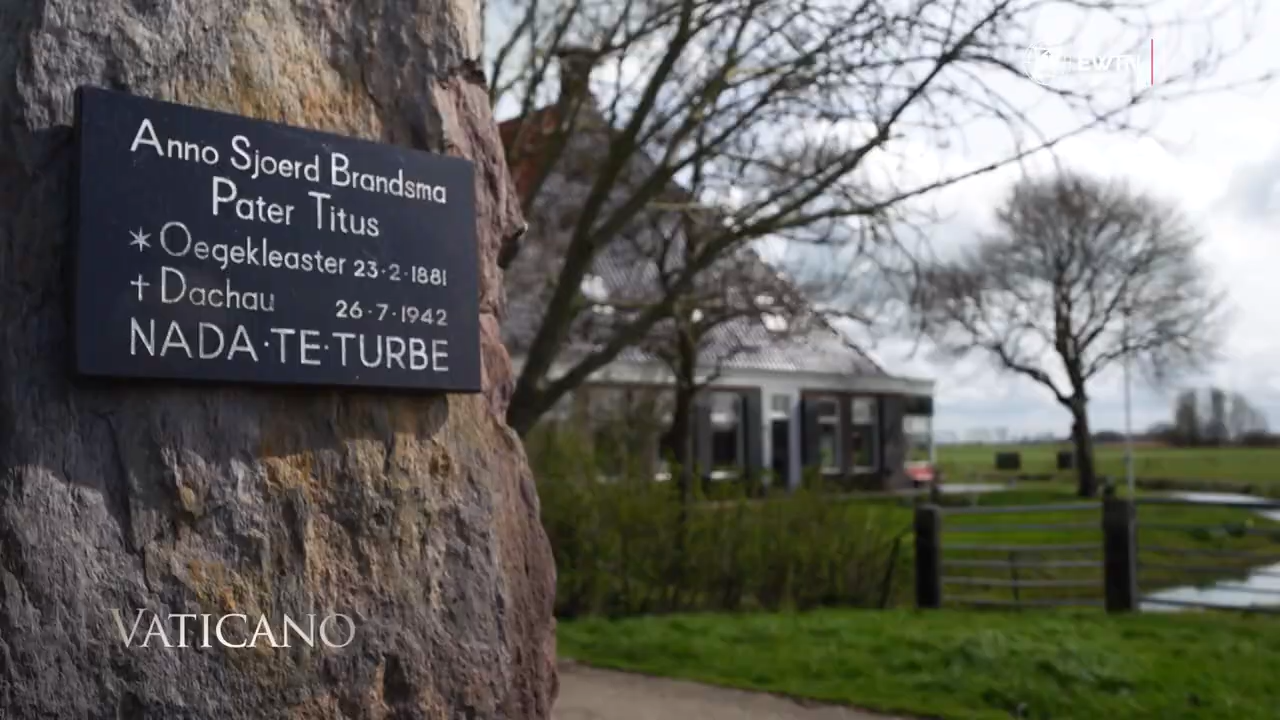 EWTN
Anno Sjoerd Brandsma
Pater Titus
* Oegekleaster 23·2·1881
† Dachau 26·7·1942
NADA·TE·TURBE
VATICANO